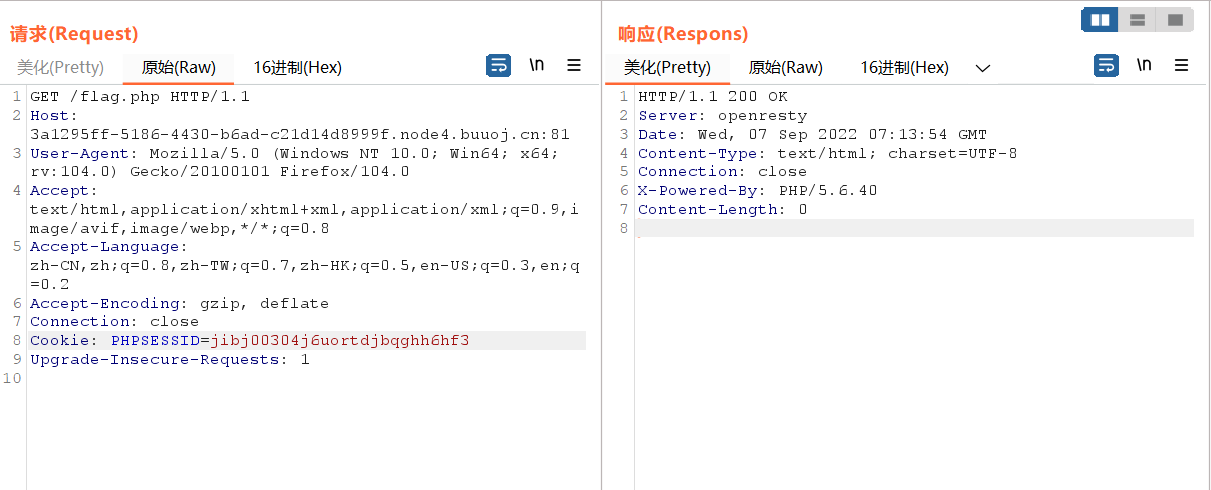 请求(Request)
美化(Pretty) 原始(Raw) 16进制(Hex) \n
1 GET /flag.php HTTP/1.1
2 Host:
3a1295ff-5186-4430-b6ad-c21d14d8999f.node4.buuoj.cn:81
3 User-Agent: Mozilla/5.0 (Windows NT 10.0; Win64; x64;
rv:104.0) Gecko/20100101 Firefox/104.0
4 Accept:
text/html,application/xhtml+xml,application/xml;q=0.9,i
mage/avif,image/webp,*/*;q=0.8
5 Accept-Language:
zh-CN,zh;q=0.8,zh-TW;q=0.7,zh-HK;q=0.5,en-US;q=0.3,en;q
=0.2
6 Accept-Encoding: gzip, deflate
7 Connection: close
8 Cookie: PHPSESSID=jibj00304j6uortdjbqghh6hf3
9 Upgrade-Insecure-Requests: 1
10
响应(Respons)
美化(Pretty) 原始(Raw) 16进制(Hex) \n
1 HTTP/1.1 200 OK
2 Server: openresty
3 Date: Wed, 07 Sep 2022 07:13:54 GMT
4 Content-Type: text/html; charset=UTF-8
5 Connection: close
6 X-Powered-By: PHP/5.6.40
7 Content-Length: 0
8